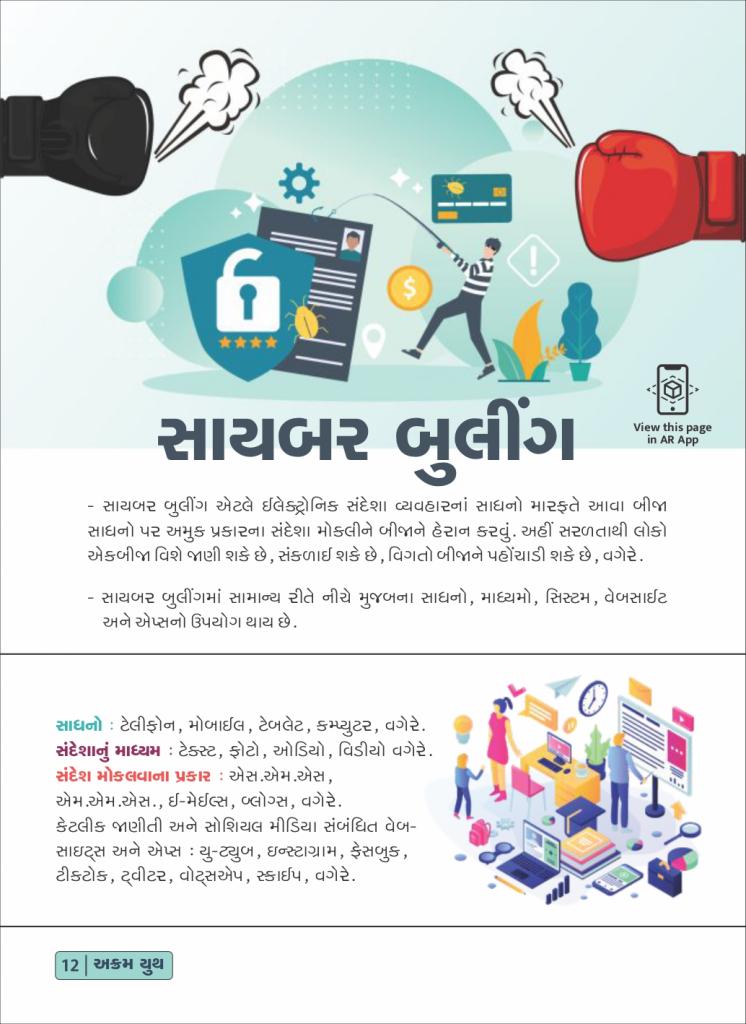 View this page
in AR App
સાયબર બુલીંગ
- સાયબર બુલીંગ એટલે ઈલેક્ટ્રોનિક સંદેશા વ્યવહારનાં સાધનો મારફતે આવા બીજા
સાધનો પર અમુક પ્રકારના સંદેશા મોકલીને બીજાને હેરાન કરવું. અહીં સરળતાથી લોકો
એકબીજા વિશે જાણી શકે છે, સંકળાઈ શકે છે, વિગતો બીજાને પહોંચાડી શકે છે, વગેરે.
- સાયબર બુલીંગમાં સામાન્ય રીતે નીચે મુજબના સાધનો, માધ્યમો, સિસ્ટમ, વેબસાઈટ
અને એપ્સનો ઉપયોગ થાય છે.
સાધનો : ટેલીફોન, મોબાઈલ, ટેબલેટ, કમ્પ્યુટર, વગેરે.
સંદેશાનું માધ્યમ : ટેક્સ્ટ, ફોટો, ઓડિયો, વિડીયો વગેરે.
સંદેશ મોકલવાના પ્રકાર : એસ.એમ.એસ,
એમ.એમ.એસ., ઈ-મેઈલ્સ, બ્લોગ્સ, વગેરે.
કેટલીક જાણીતી અને સોશિયલ મીડિયા સંબંધિત વેબ-
સાઇટ્સ અને એપ્સ : યુ-ટ્યુબ, ઇન્સ્ટાગ્રામ, ફેસબુક,
ટીકટોક, ટ્વીટર, વોટ્સએપ, સ્કાઈપ, વગેરે.
12 | અક્રમ યુથ